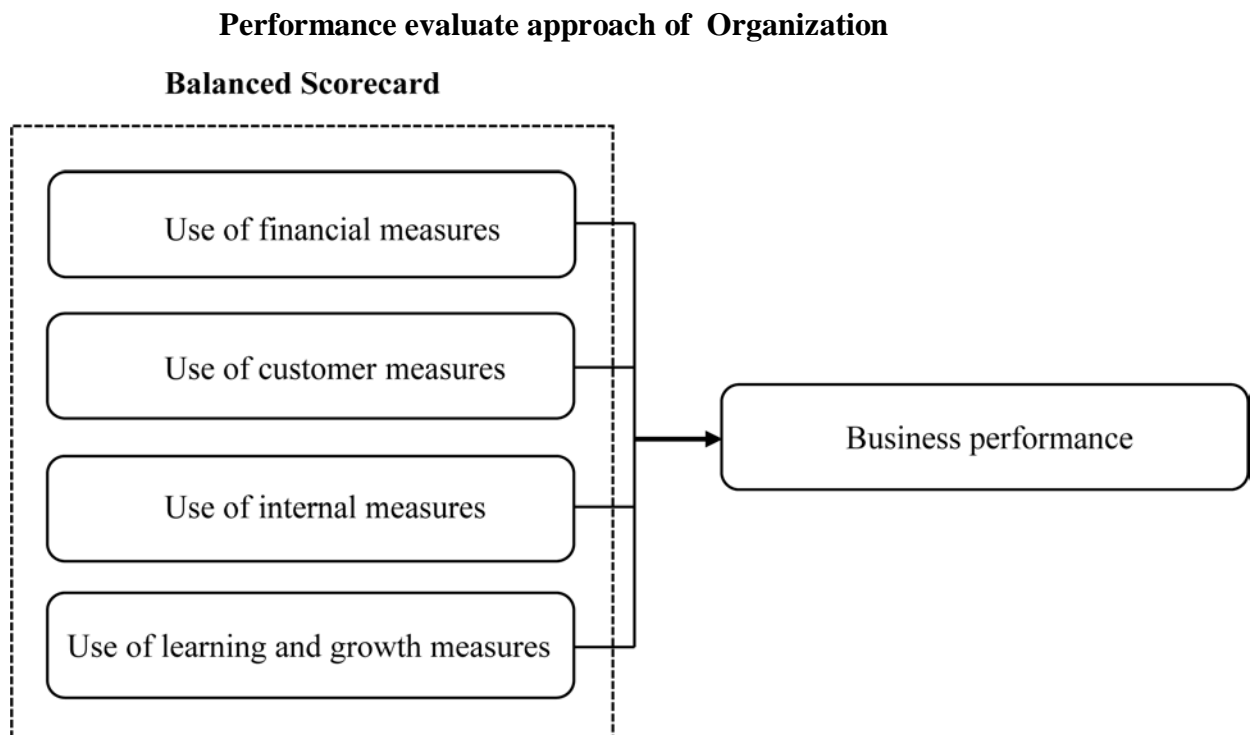 Performance evaluate approach of Organization
Balanced Scorecard
Use of financial measures
Use of customer measures
Use of internal measures
Use of learning and growth measures
Business performance